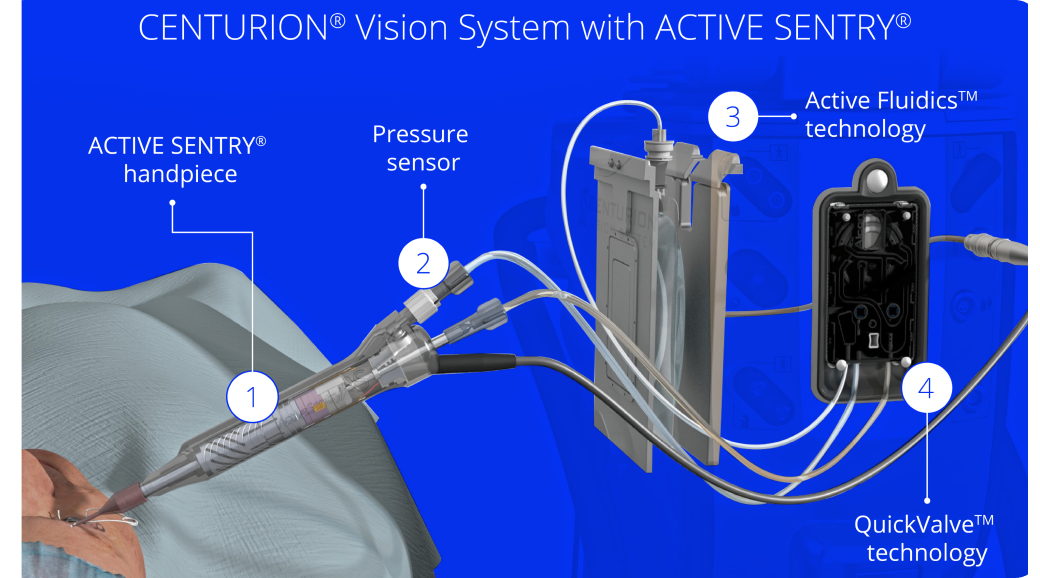 CENTURION® Vision System with ACTIVE SENTRY®
ACTIVE SENTRY®
handpiece
1
Pressure
sensor
2
3
Active Fluidics™
technology
CENTURION
4
QuickValve™
technology